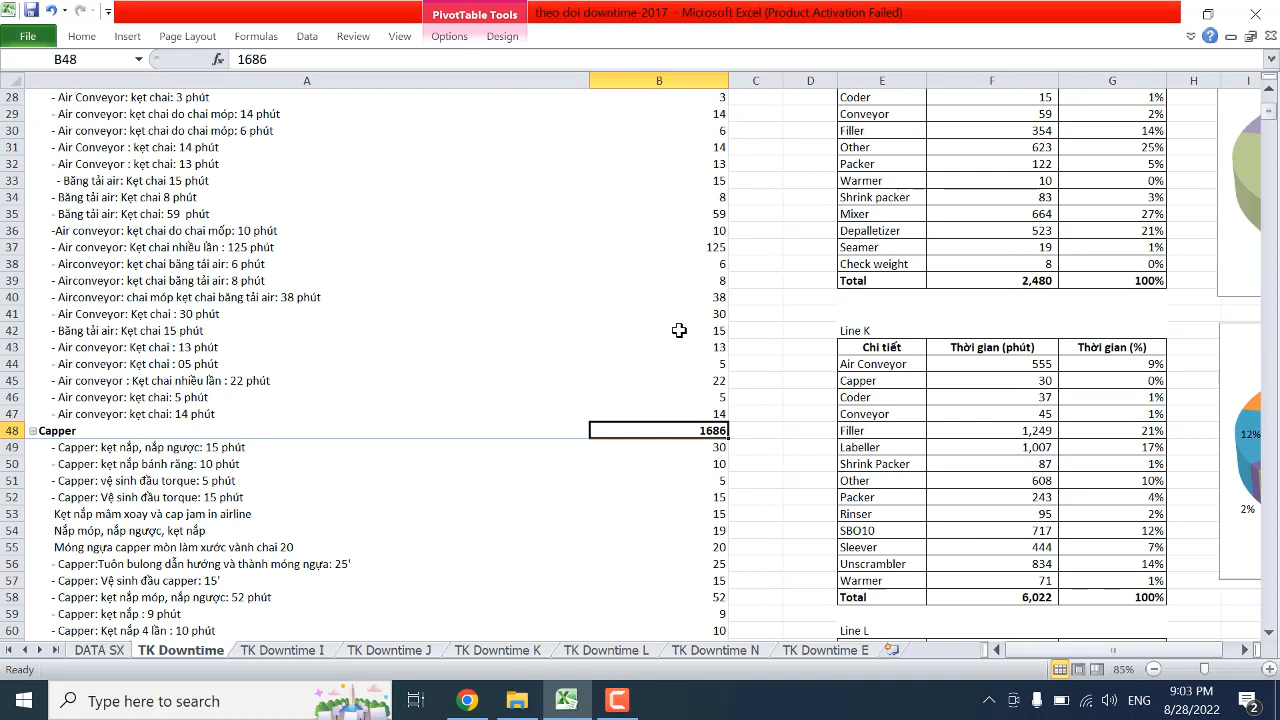 PivotTable Tools
theo doi downtime-2017 - Microsoft Excel (Product Activation Failed)
File Home Insert Page Layout Formulas Data Review View Options Design
B48 fx 1686
A B C D E F G H I
28 - Air Conveyor: kẹt chai: 3 phút 3 Coder 15 1%
29 - Air conveyor: kẹt chai do chai móp: 14 phút 14 Conveyor 59 2%
30 - Air conveyor: kẹt chai do chai móp: 6 phút 6 Filler 354 14%
31 - Air Conveyor : kẹt chai: 14 phút 14 Other 623 25%
32 - Air Conveyor : kẹt chai: 13 phút 13 Packer 122 5%
33 - Băng tải air: Kẹt chai 15 phút 15 Warmer 10 0%
34 - Băng tải air: Kẹt chai 8 phút 8 Shrink packer 83 3%
35 - Băng tải air: Kẹt chai: 59 phút 59 Mixer 664 27%
36 -Air conveyor: kẹt chai do chai mốp: 10 phút 10 Depalletizer 523 21%
37 - Air conveyor: Kẹt chai nhiều lần : 125 phút 125 Seamer 19 1%
38 - Airconveyor: kẹt chai băng tải air: 6 phút 6 Check weight 8 0%
39 - Airconveyor: kẹt chai băng tải air: 8 phút 8 Total 2,480 100%
40 - Airconveyor: chai móp kẹt chai băng tải air: 38 phút 38
41 - Air Conveyor: Kẹt chai : 30 phút 30
42 - Băng tải air: Kẹt chai 15 phút 15 Line K
43 - Air conveyor: Kẹt chai : 13 phút 13 Chi tiết Thời gian (phút) Thời gian (%)
44 - Air conveyor: Kẹt chai : 05 phút 5 Air Conveyor 555 9%
45 - Air conveyor : Kẹt chai nhiều lần : 22 phút 22 Capper 30 0%
46 - Air conveyor: kẹt chai: 5 phút 5 Coder 37 1%
47 - Air conveyor: kẹt chai: 14 phút 14 Conveyor 45 1%
48 Capper 1686 Filler 1,249 21%
49 - Capper: kẹt nắp, nắp ngược: 15 phút 30 Labeller 1,007 17%
50 - Capper: kẹt bánh răng: 10 phút 10 Shrink Packer 87 1%
51 - Capper: vệ sinh đầu torque: 5 phút 5 Other 608 10%
52 - Capper: Vệ sinh đầu torque: 15 phút 15 Packer 243 4%
53 Kẹt nắp mâm xoay và cap jam in airline 15 Rinser 95 2%
54 Nắp móp, nắp ngược, kẹt nắp 19 SBO10 717 12%
55 Móng ngựa capper mòn làm xước vành chai 20 20 Sleever 444 7%
56 - Capper:Tuôn bulong dẫn hướng và thành móng ngựa: 25' 25 Unscrambler 834 14%
57 - Capper: Vệ sinh đầu capper: 15' 15 Warmer 71 1%
58 - Capper: kẹt nắp móp, nắp ngược: 52 phút 52 Total 6,022 100%
59 - Capper: kẹt nắp : 9 phút 9
60 - Capper: Kẹt nắp 4 lần : 10 phút 10 Line L
12%
2%
DATA SX TK Downtime TK Downtime I TK Downtime J TK Downtime K TK Downtime L TK Downtime N TK Downtime E
Ready 85%
Type here to search ENG 9:03 PM
8/28/2022 2